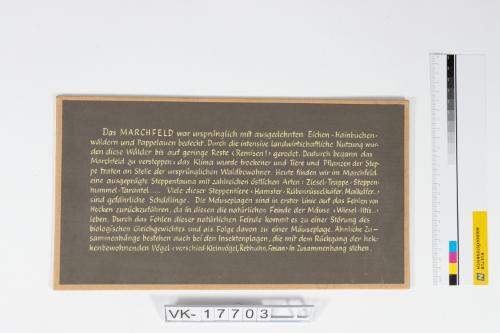 Das MARCHFELD war ursprünglich mit ausgedehnten Eichen-Hainbuchen-
wäldern und Pappelauen bedeckt. Durch die intensive landwirtschaftliche Nutzung wur-
den diese Wälder bis auf geringe Reste (Remisen!) gerodet. Dadurch begann das
Marchfeld zu versteppen: das Klima wurde trockener und Tiere und Pflanzen der Step-
pe traten an Stelle der ursprünglichen Waldbewohner. Heute finden wir im Marchfeld
eine ausgeprägte Steppenfauna mit zahlreichen östlichen Arten: Ziesel-Trappe-Steppen-
hummel-Tarantel..... Viele dieser Steppentiere (Hamster-Rübenrüsselkäfer, Maikäfer..)
sind gefährliche Schädlinge. Die Mäuseplagen sind in erster Linie auf das Fehlen von
Hecken zurückzuführen, da in diesen die natürlichen Feinde der Mäuse (Wiesel-Iltis..)
leben. Durch das Fehlen dieser natürlichen Feinde kommt es zu einer Störung des
biologischen Gleichgewichtes und als Folge davon zu einer Mäuseplage. Ähnliche Zu-
sammenhänge bestehen auch bei den Insektenplagen, die mit dem Rückgang der hek-
kenbewohnenden Vögel (verschied. Kleinvögel, Rebhuhn, Fasan) in Zusammenhang stehen.
VK-17703
KULTUR
NIEDERÖSTERREICH